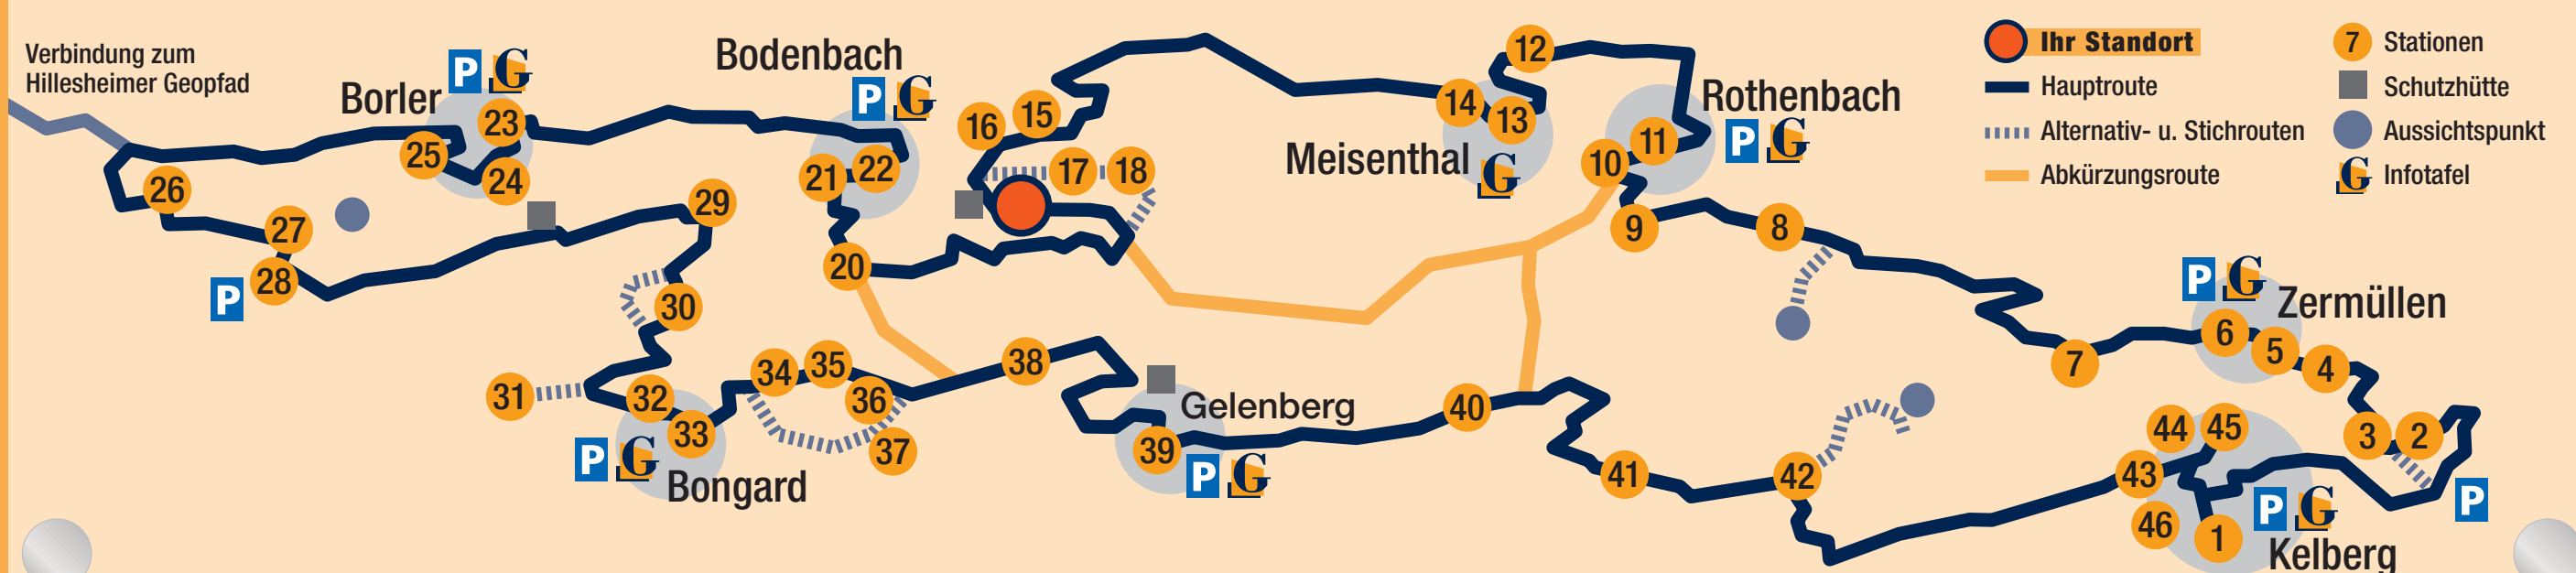 Verbindung zum
Hillesheimer Geopfad
Borler
P G
23
25
24
26
27
28
P
29
30
31
32
33
P G
Bongard
Bodenbach
P G
21
22
20
34
35
36
37
38
16
15
17
18
Gelenberg
39
P G
40
Meisenthal
G
14
13
12
Rothenbach
P G
11
10
9
8
7
41
42
Zermüllen
P G
6
5
4
3
2
P
44
45
43
46
1
P G
Kelberg
Ihr Standort
Hauptroute
Alternativ- u. Stichrouten
Abkürzungsroute
7 Stationen
Schutzhütte
Aussichtspunkt
G Infotafel